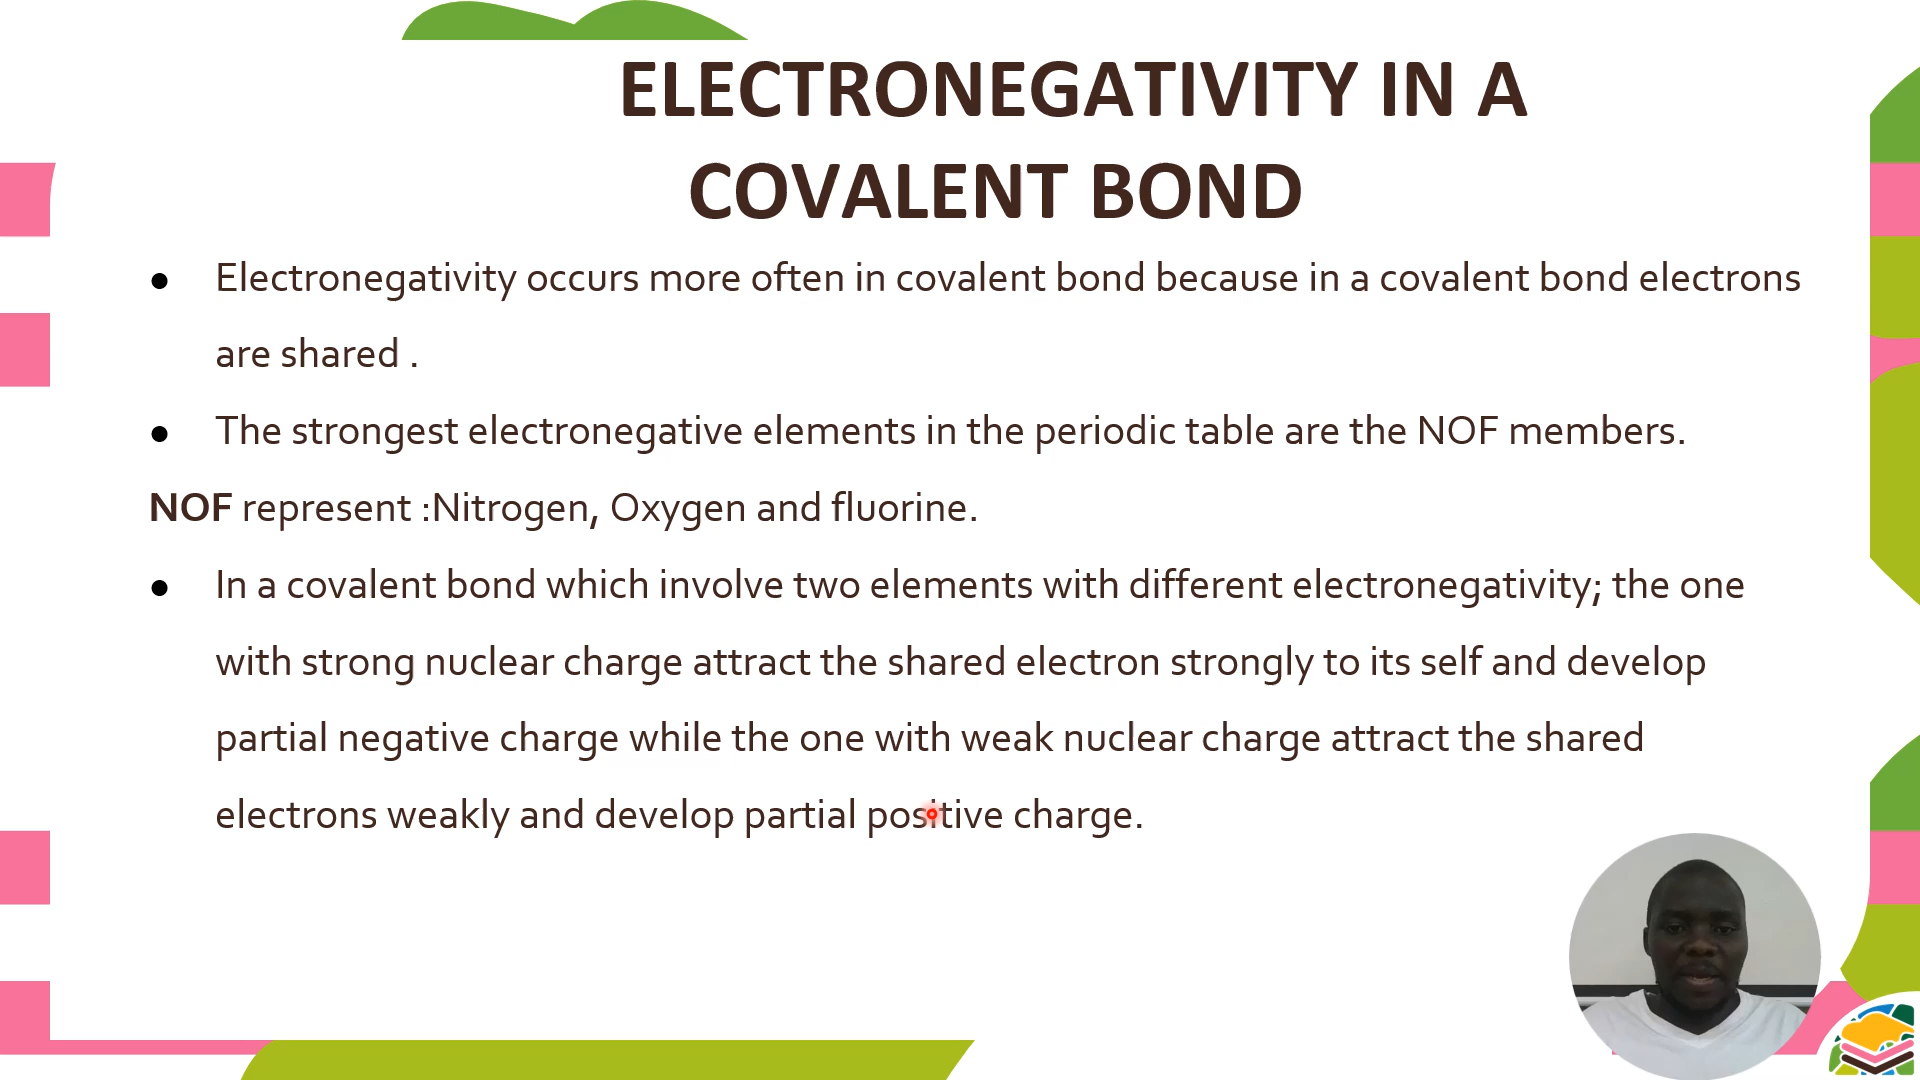 ELECTRONEGATIVITY IN A
COVALENT BOND
● Electronegativity occurs more often in covalent bond because in a covalent bond electrons
are shared .
● The strongest electronegative elements in the periodic table are the NOF members.
NOF represent :Nitrogen, Oxygen and fluorine.
● In a covalent bond which involve two elements with different electronegativity; the one
with strong nuclear charge attract the shared electron strongly to its self and develop
partial negative charge while the one with weak nuclear charge attract the shared
electrons weakly and develop partial positive charge.